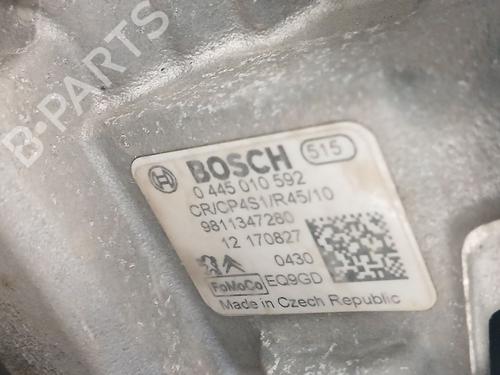 B-PARTS
BOSCH 515
0 445 010 592
CR/CP4S1/R45/10
9811347280
12 170827
0430
FoMoCo EQ9GD
Made in Czech Republic